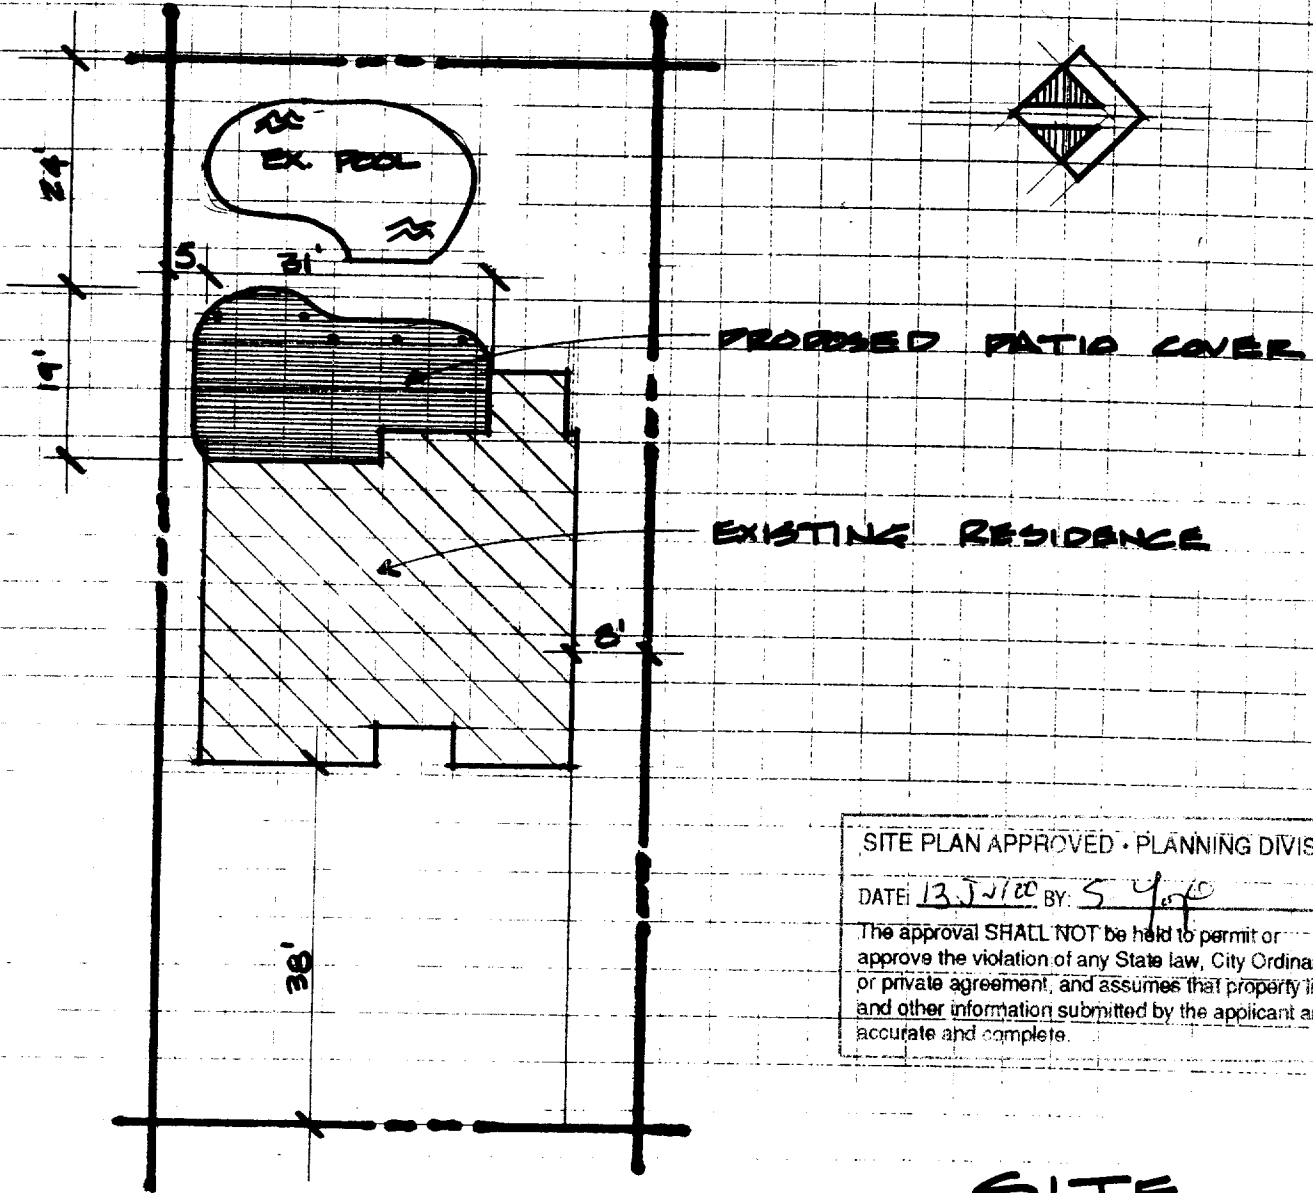 24'
EX. POOL
5
31'
19'
PROPOSED PATIO COVER
EXISTING RESIDENCE
8'
38'
SITE PLAN APPROVED · PLANNING DIVIS
DATE: BY: S
The approval SHALL NOT be held to permit or
approve the violation of any State law, City Ordina
or private agreement, and assumes that property li
and other information submitted by the applicant a
accurate and complete.
SITE